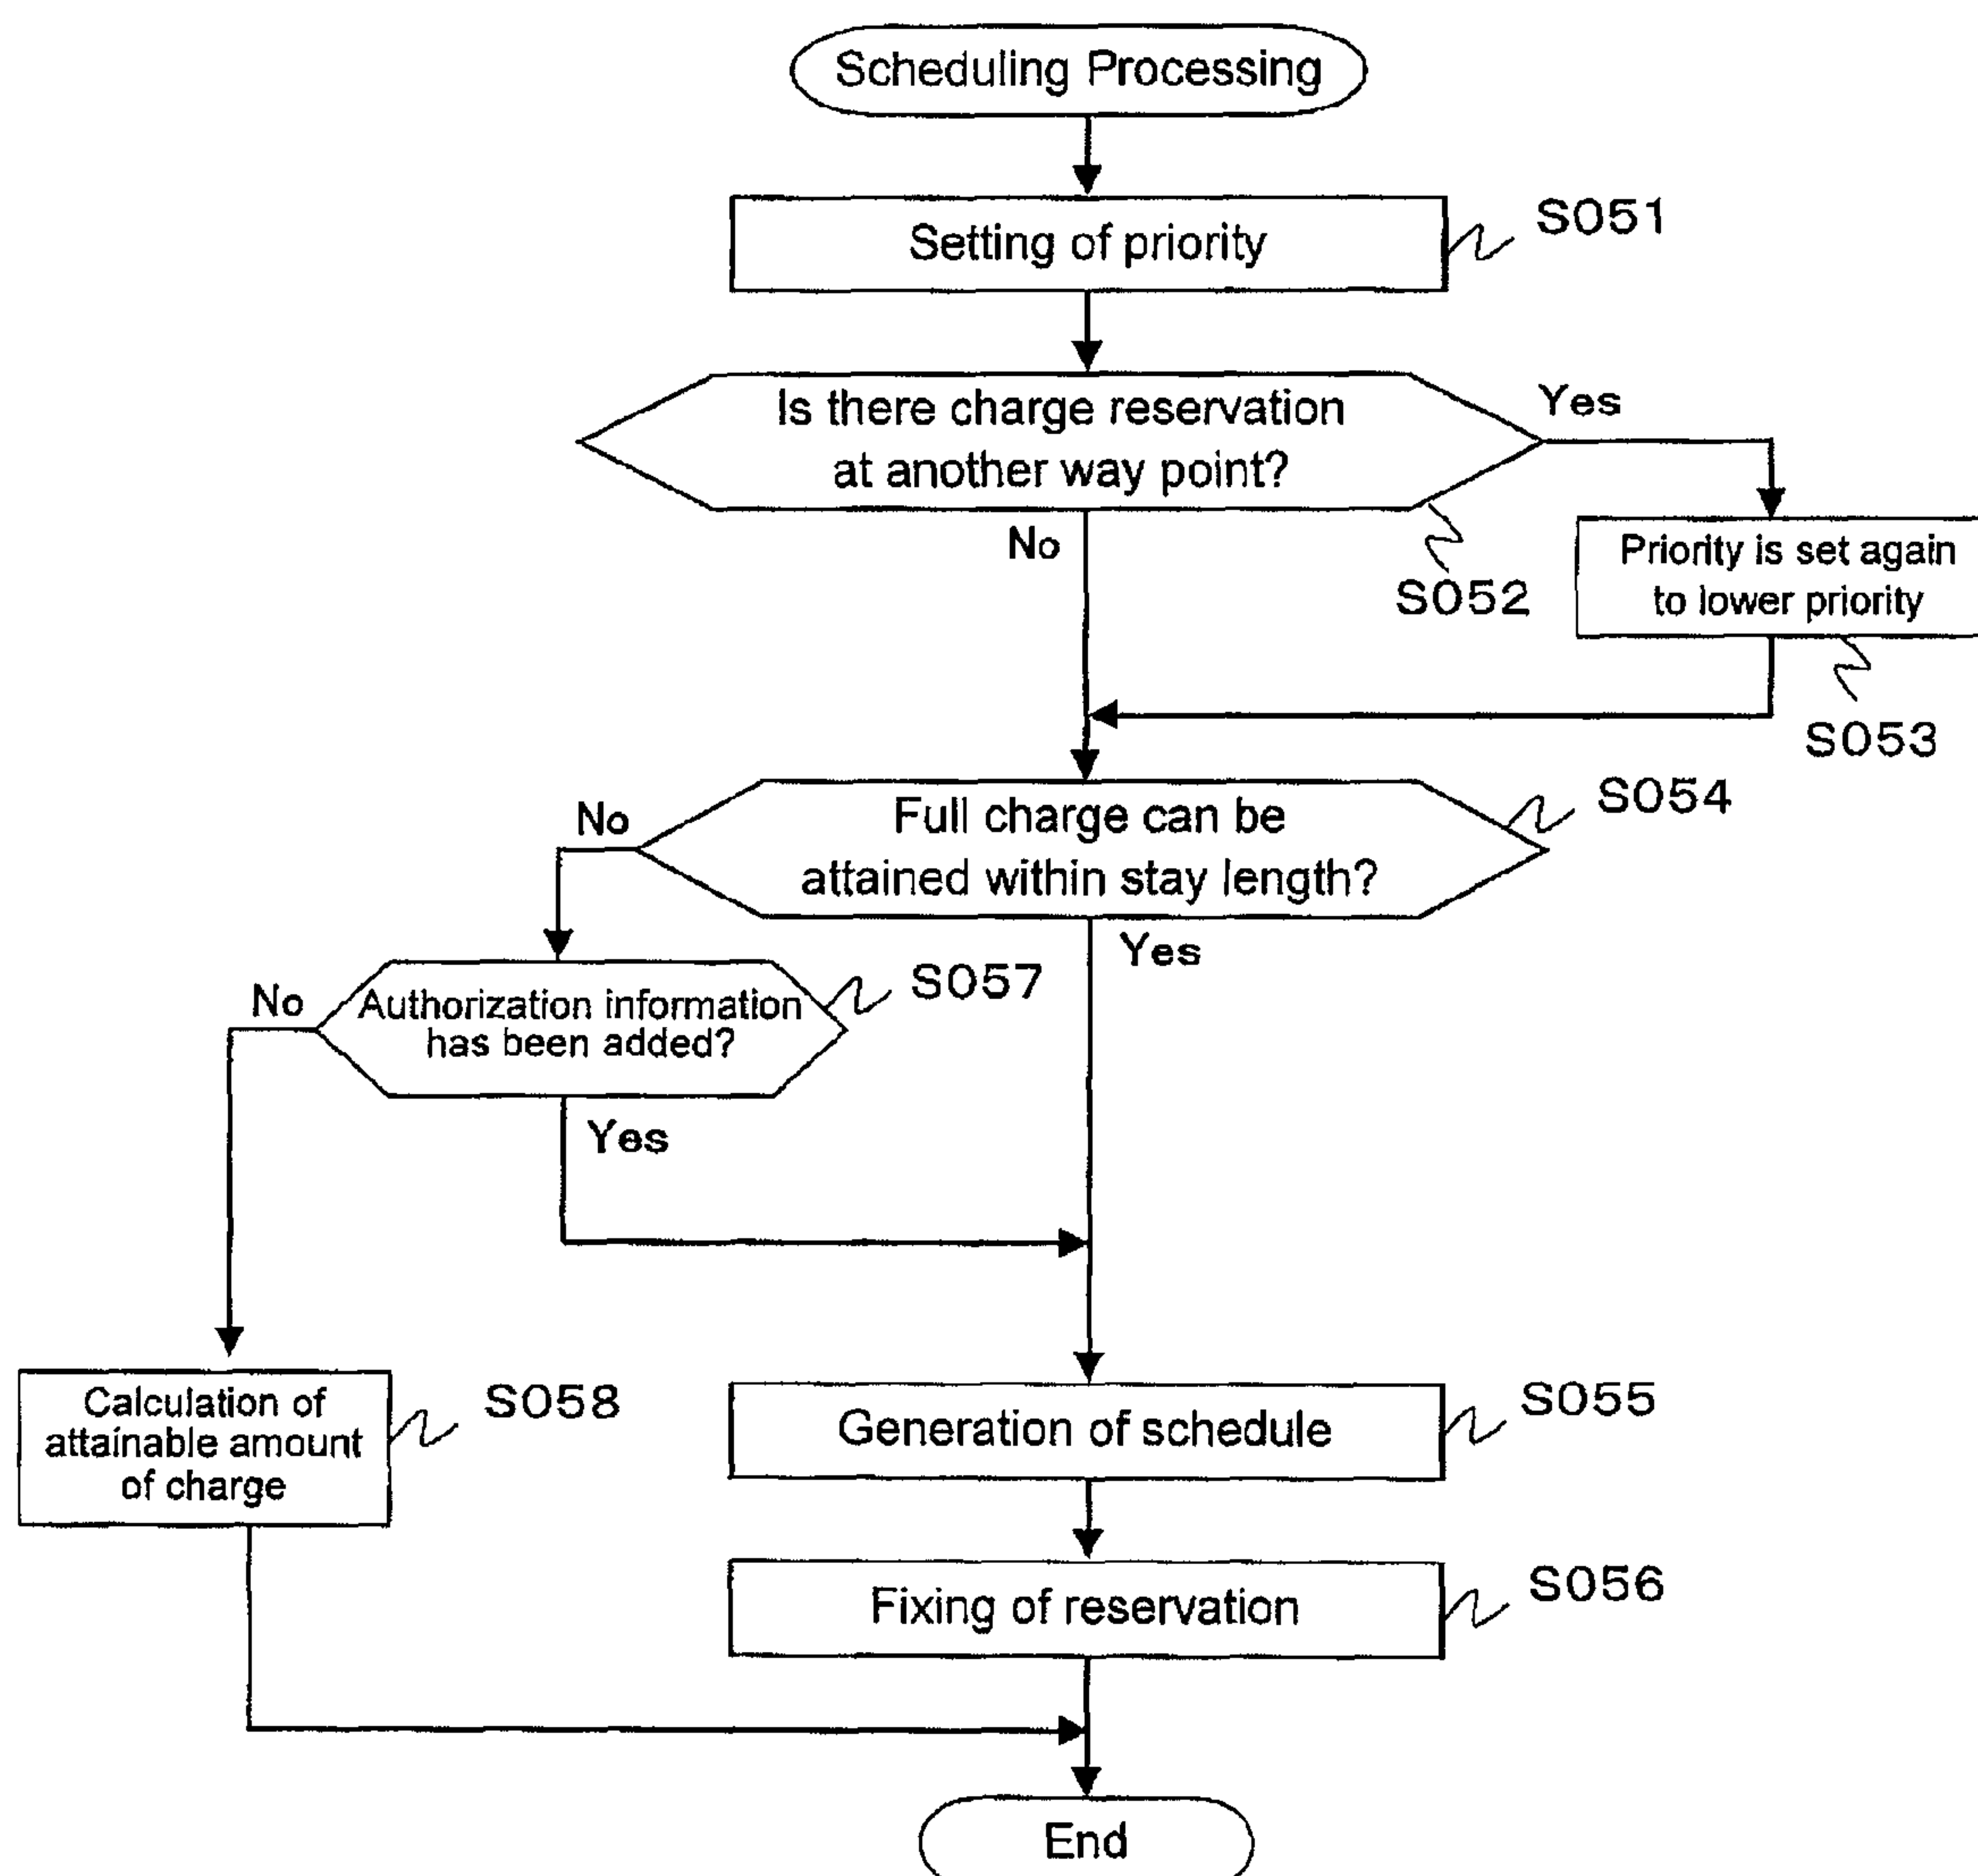 Scheduling Processing
Setting of priority
S051
Is there charge reservation
at another way point?
Yes
No
S052
Priority is set again
to lower priority
S053
Full charge can be
attained within stay length?
S054
No
Yes
Authorization information
has been added?
S057
No
Yes
Calculation of
attainable amount
of charge
S058
Generation of schedule
S055
Fixing of reservation
S056
End